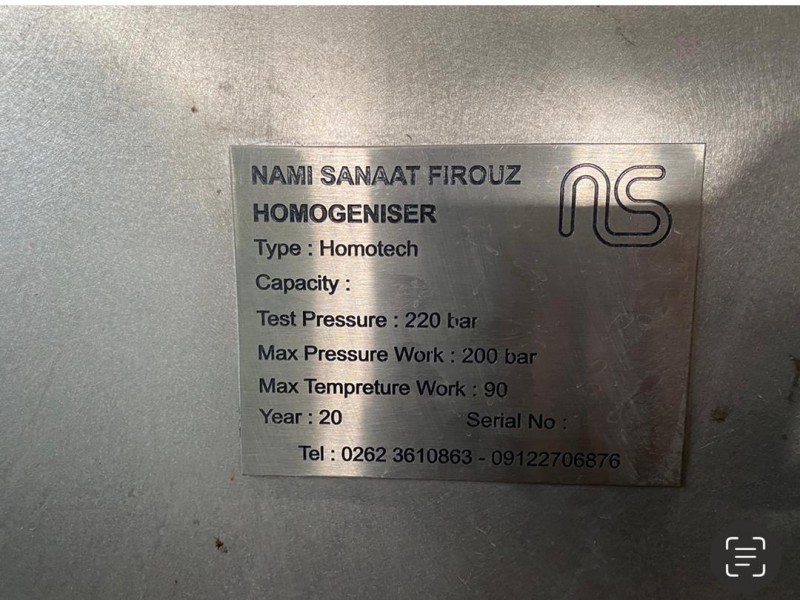 NAMI SANAAT FIROUZ
ns
HOMOGENISER
Type : Homotech
Capacity :
Test Pressure : 220 bar
Max Pressure Work : 200 bar
Max Tempreture Work : 90
Year : 20 Serial No :
Tel : 0262 3610863 - 09122706876